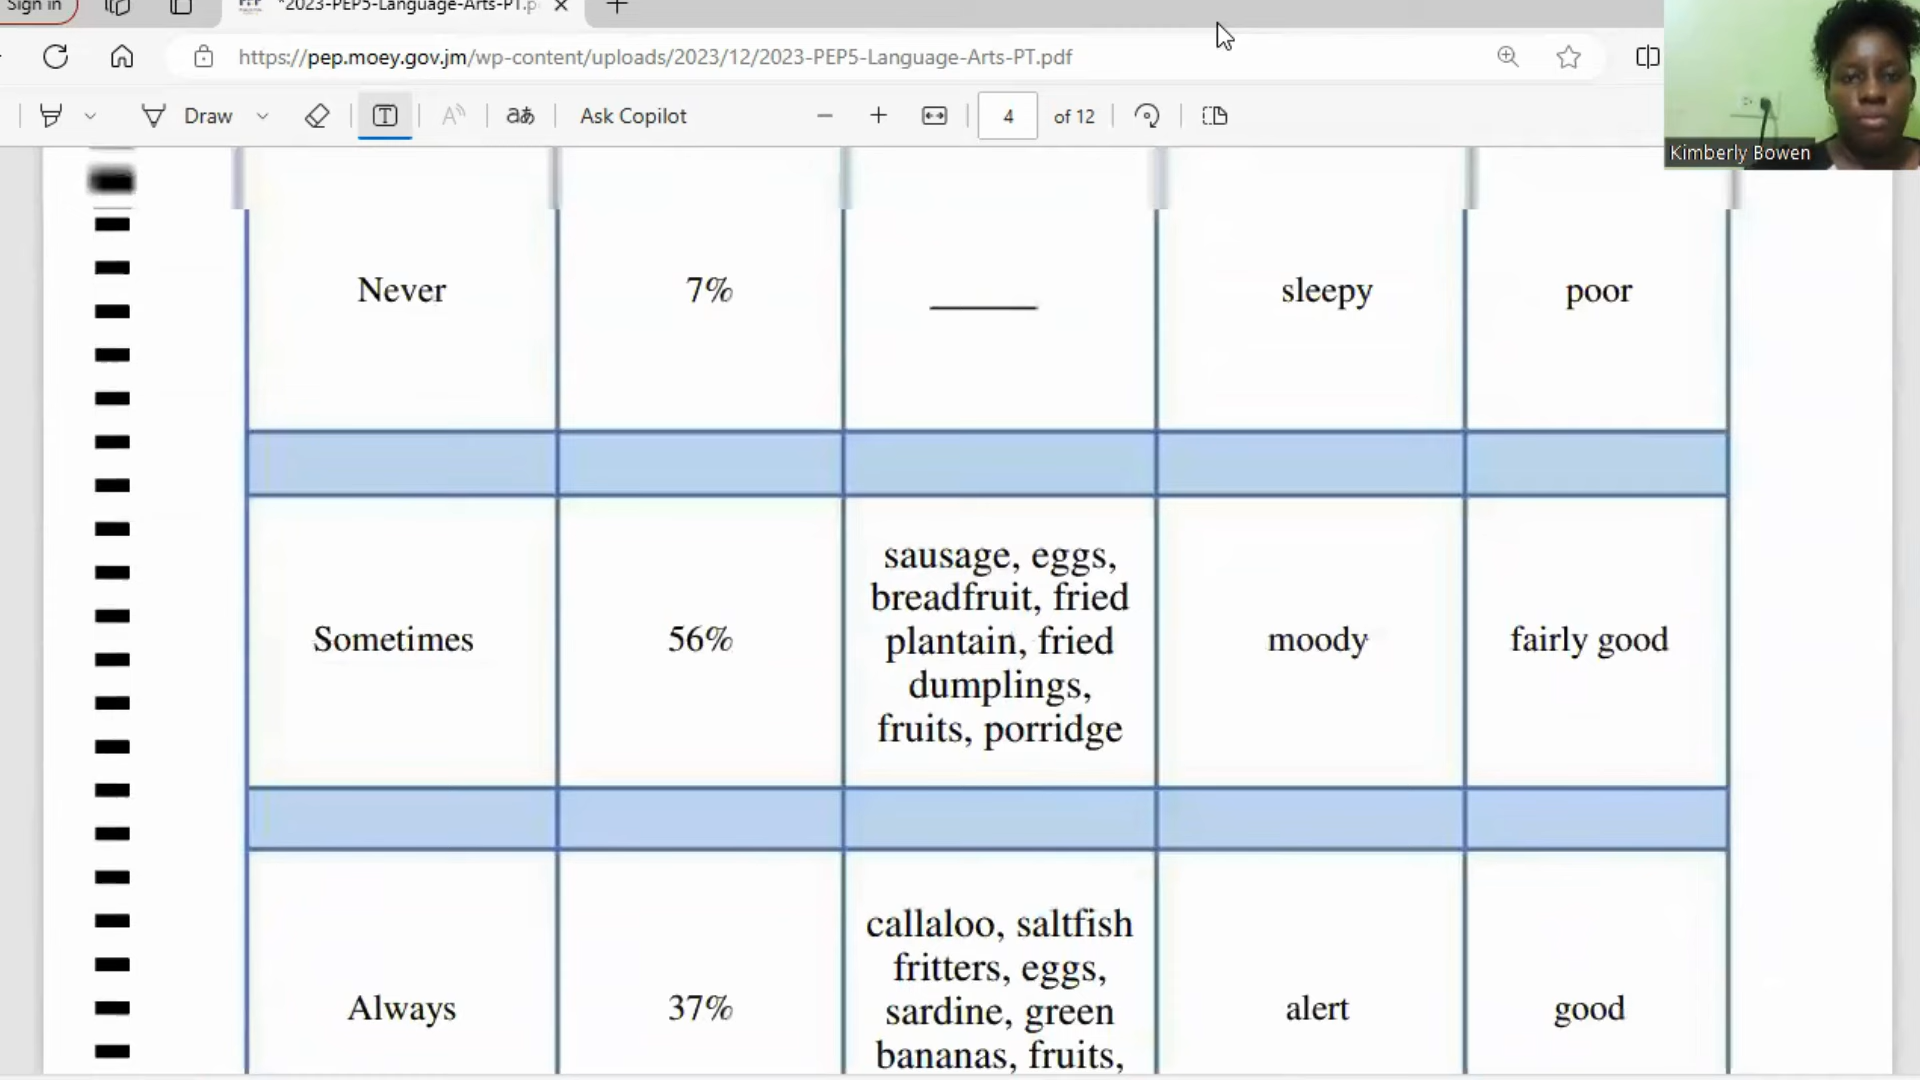 Sign in
*2023-PEP5-Language-Arts-PT.p
https://pep.moey.gov.jm/wp-content/uploads/2023/12/2023-PEP5-Language-Arts-PT.pdf
Draw
aあ
Ask Copilot
4
of 12
Kimberly Bowen
Never
7%
sleepy
poor
Sometimes
56%
sausage, eggs,
breadfruit, fried
plantain, fried
dumplings,
fruits, porridge
moody
fairly good
Always
37%
callaloo, saltfish
fritters, eggs,
sardine, green
bananas, fruits,
alert
good